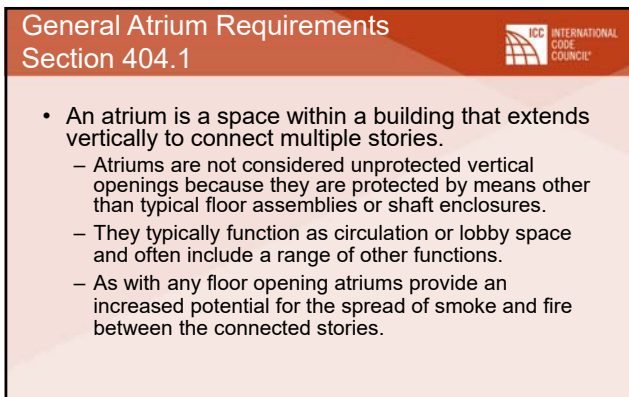 General Atrium Requirements
Section 404.1
ICC INTERNATIONAL
CODE
COUNCIL®
• An atrium is a space within a building that extends
vertically to connect multiple stories.
– Atriums are not considered unprotected vertical
openings because they are protected by means other
than typical floor assemblies or shaft enclosures.
– They typically function as circulation or lobby space
and often include a range of other functions.
– As with any floor opening atriums provide an
increased potential for the spread of smoke and fire
between the connected stories.